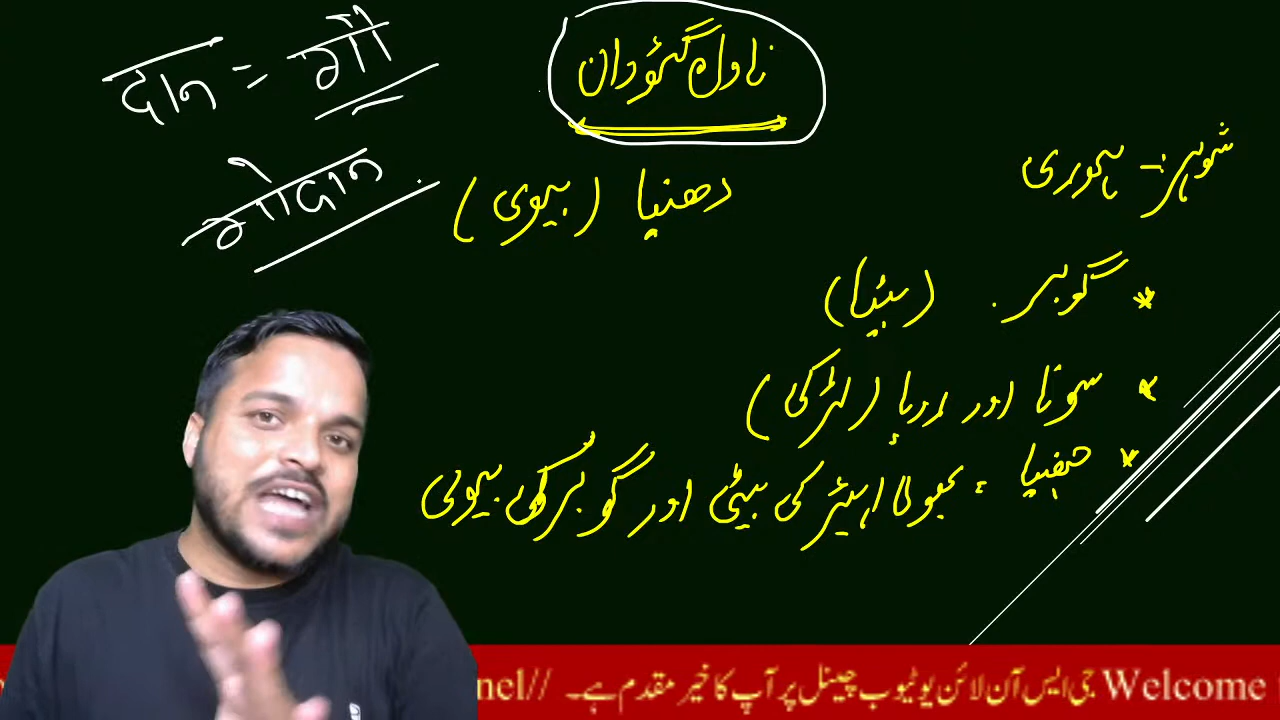 दान = गौ
गोदान
ناول گئودان
شوہر - ہوری
دھنیا (بیوی)
* گوبر (بیٹا)
* سونا اور روپا (لڑکی)
* جھنیا، بھولا اہیر کی بیٹی اور گوبر کی بیوی
nel // جی ایس آن لائن یوٹیوب چینل پر آپ کا خیر مقدم ہے۔ Welcome